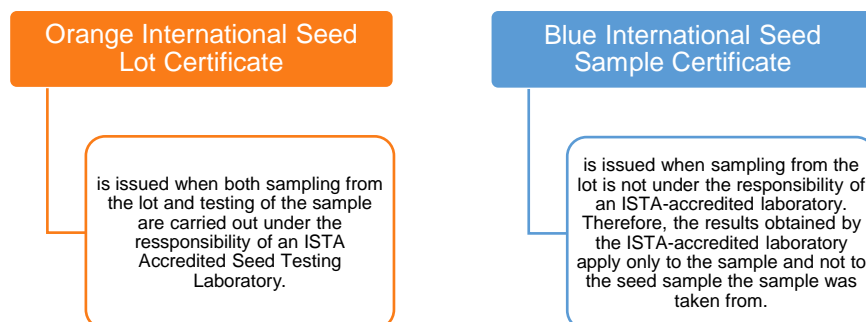 Orange International Seed
Lot Certificate
is issued when both sampling from
the lot and testing of the sample
are carried out under the
ressponsibility of an ISTA
Accredited Seed Testing
Laboratory.
Blue International Seed
Sample Certificate
is issued when sampling from the
lot is not under the responsibility of
an ISTA-accredited laboratory.
Therefore, the results obtained by
the ISTA-accredited laboratory
apply only to the sample and not to
the seed sample the sample was
taken from.